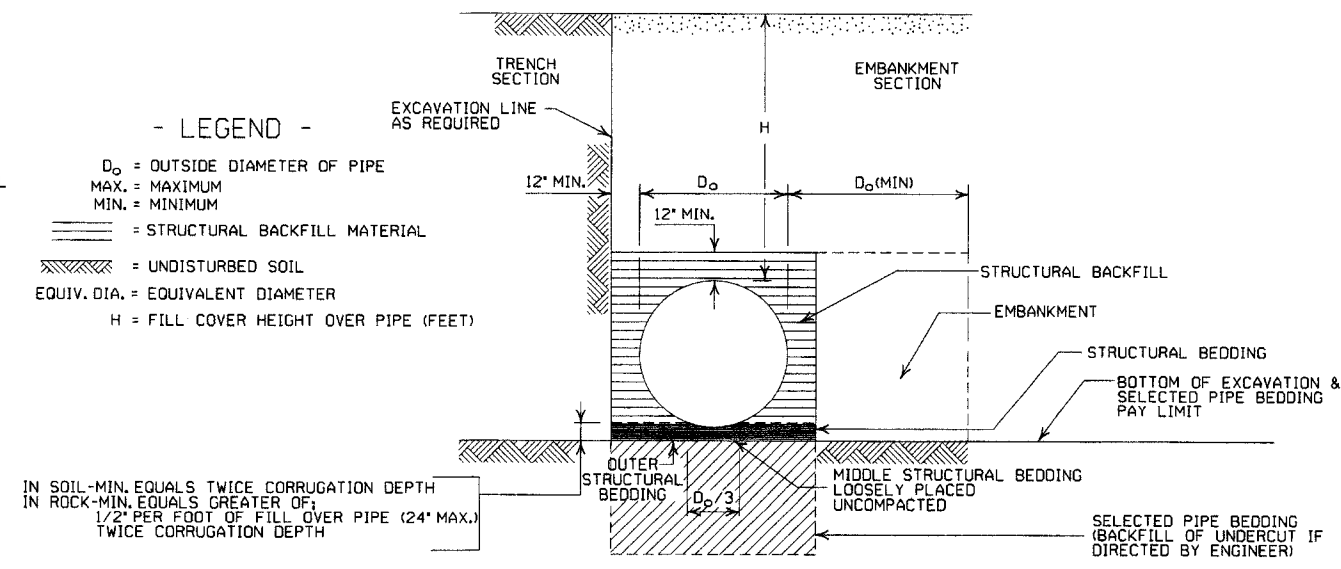 TRENCH
SECTION
EMBANKMENT
SECTION
EXCAVATION LINE
AS REQUIRED
H
- LEGEND -
Do = OUTSIDE DIAMETER OF PIPE
MAX. = MAXIMUM
MIN. = MINIMUM
= STRUCTURAL BACKFILL MATERIAL
= UNDISTURBED SOIL
EQUIV. DIA. = EQUIVALENT DIAMETER
H = FILL COVER HEIGHT OVER PIPE (FEET)
12" MIN.
Do
Do(MIN)
12" MIN.
STRUCTURAL BACKFILL
EMBANKMENT
STRUCTURAL BEDDING
BOTTOM OF EXCAVATION &
SELECTED PIPE BEDDING
PAY LIMIT
OUTER
STRUCTURAL
BEDDING
Do/3
MIDDLE STRUCTURAL BEDDING
LOOSELY PLACED
UNCOMPACTED
IN SOIL-MIN. EQUALS TWICE CORRUGATION DEPTH
IN ROCK-MIN. EQUALS GREATER OF;
1/2" PER FOOT OF FILL OVER PIPE (24" MAX.)
TWICE CORRUGATION DEPTH
SELECTED PIPE BEDDING
(BACKFILL OF UNDERCUT IF
DIRECTED BY ENGINEER)